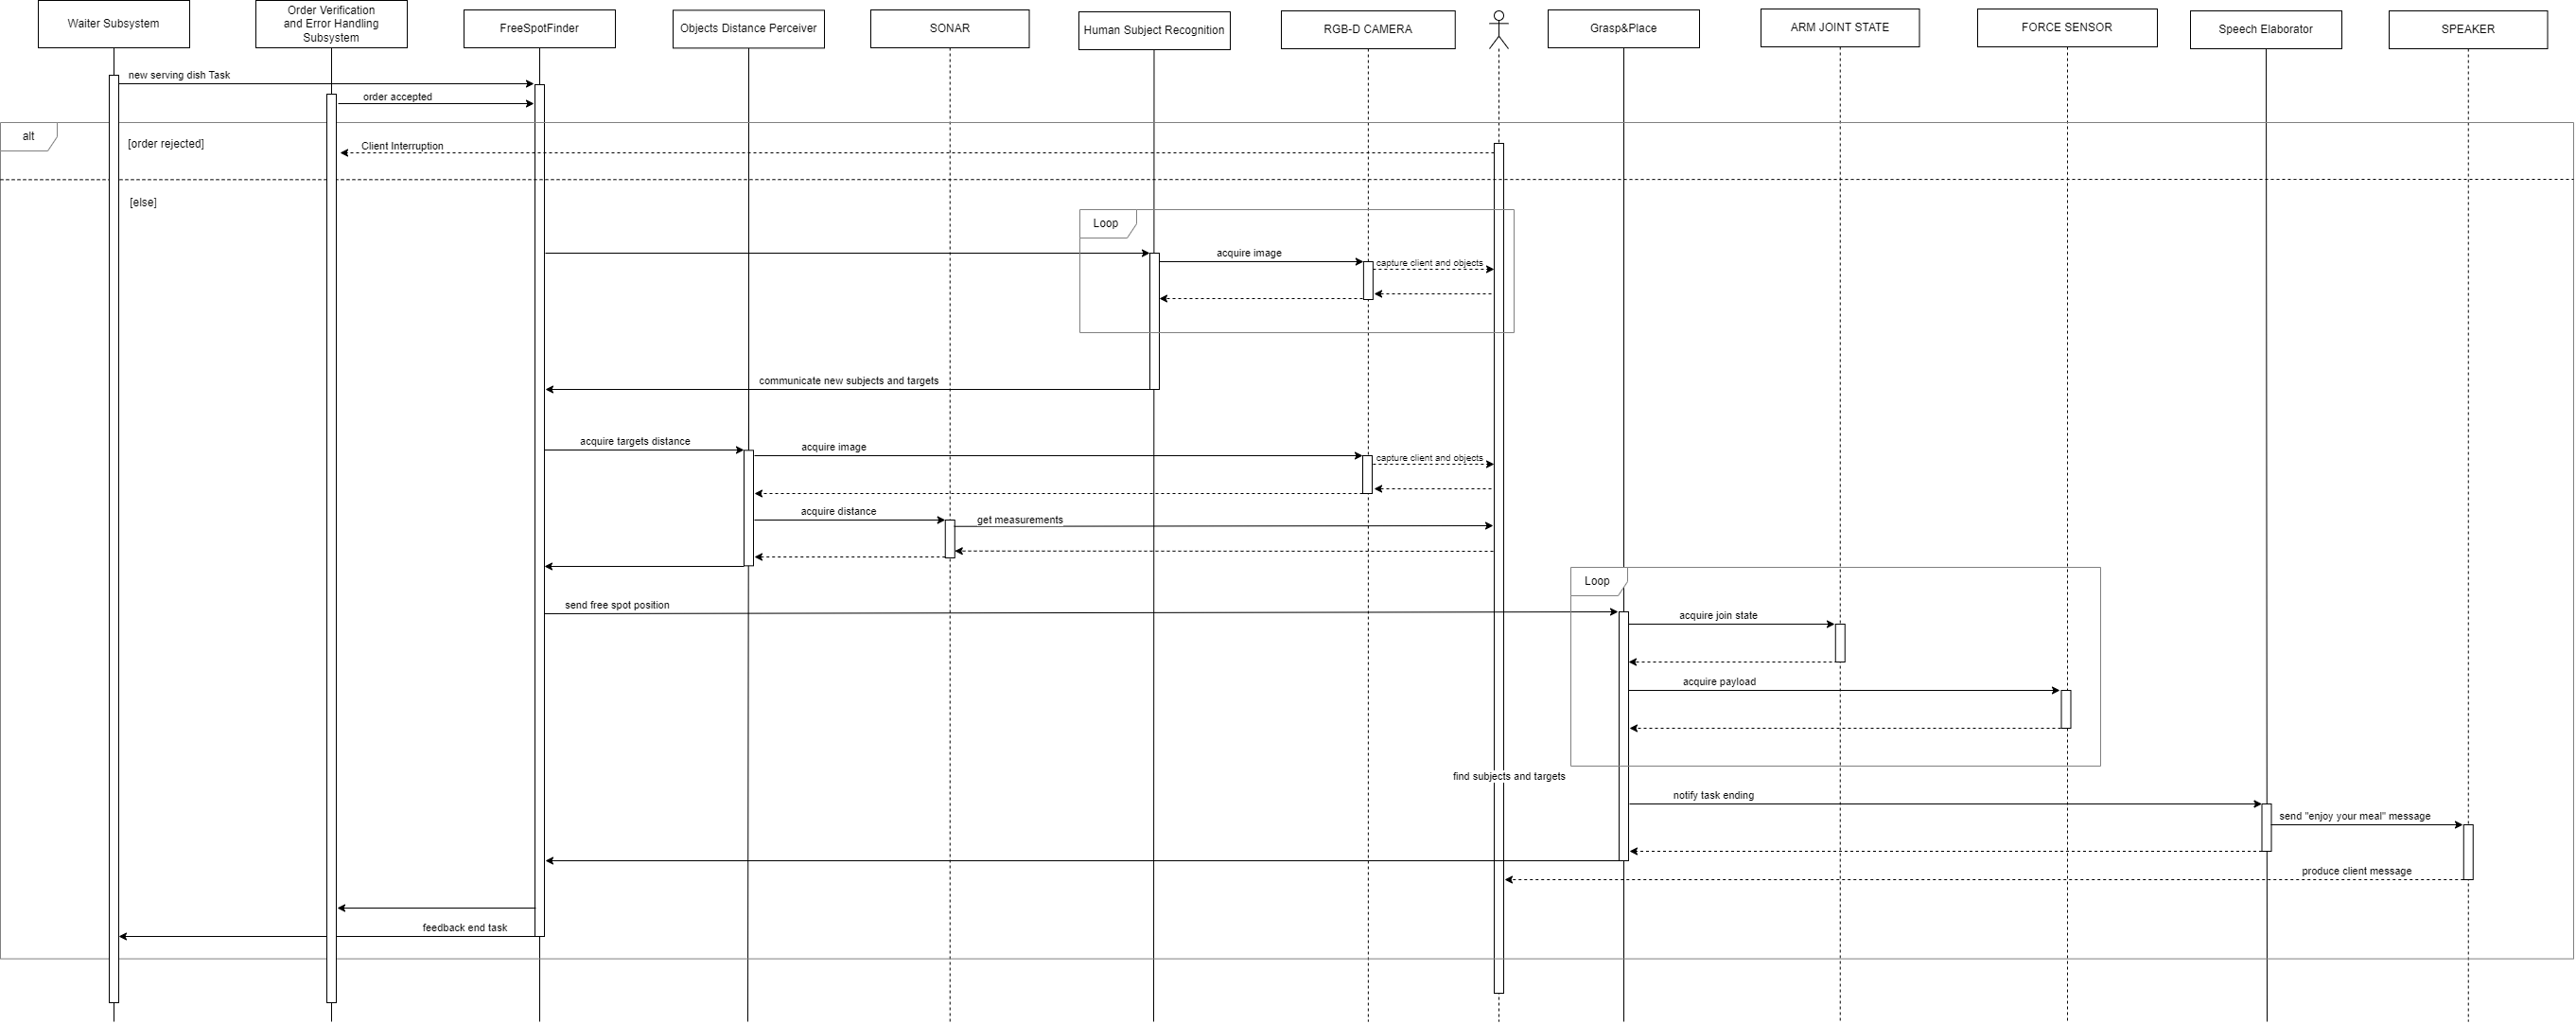 Waiter Subsystem
Order Verification
and Error Handling
Subsystem
FreeSpotFinder
Objects Distance Perceiver
SONAR
Human Subject Recognition
RGB-D CAMERA
Grasp&Place
ARM JOINT STATE
FORCE SENSOR
Speech Elaborator
SPEAKER
new serving dish Task
order accepted
alt
[order rejected]
Client Interruption
[else]
Loop
acquire image
capture client and objects
communicate new subjects and targets
acquire targets distance
acquire image
capture client and objects
acquire distance
get measurements
Loop
send free spot position
acquire join state
acquire payload
find subjects and targets
notify task ending
send "enjoy your meal" message
produce client message
feedback end task